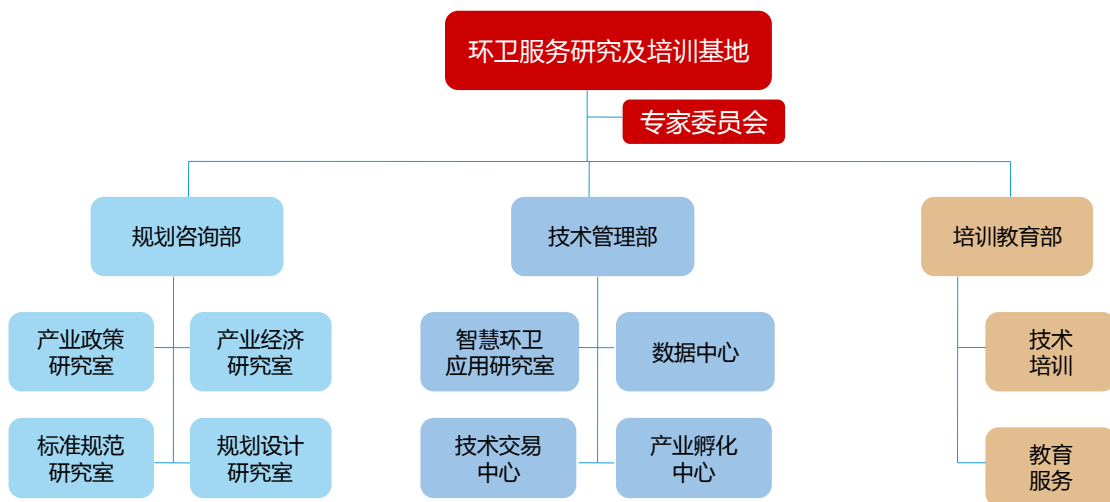 环卫服务研究及培训基地
专家委员会
规划咨询部
技术管理部
培训教育部
产业政策
研究室
产业经济
研究室
智慧环卫
应用研究室
数据中心
技术
培训
标准规范
研究室
规划设计
研究室
技术交易
中心
产业孵化
中心
教育
服务